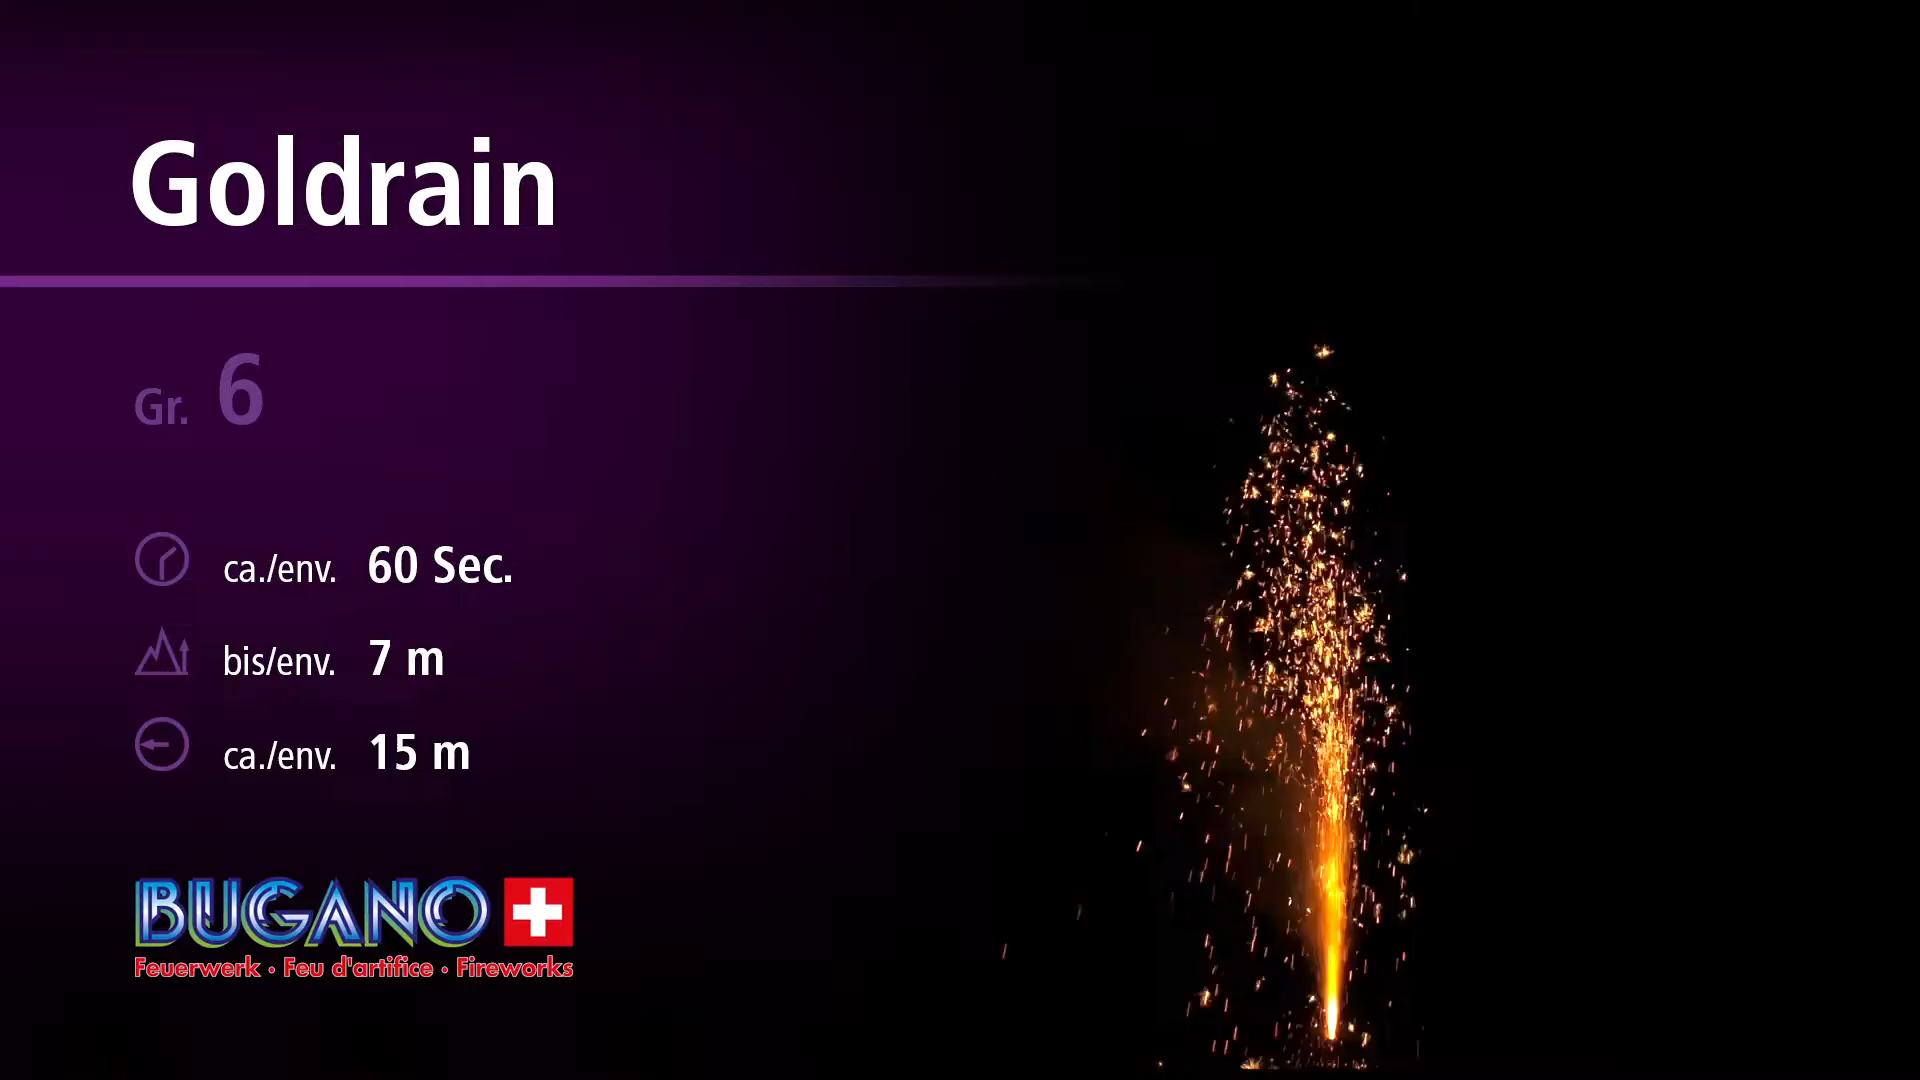 Goldrain
Gr. 6
ca./env. 60 Sec.
bis/env. 7 m
ca./env. 15 m
BUGANO
Feuerwerk • Feu d'artifice • Fireworks